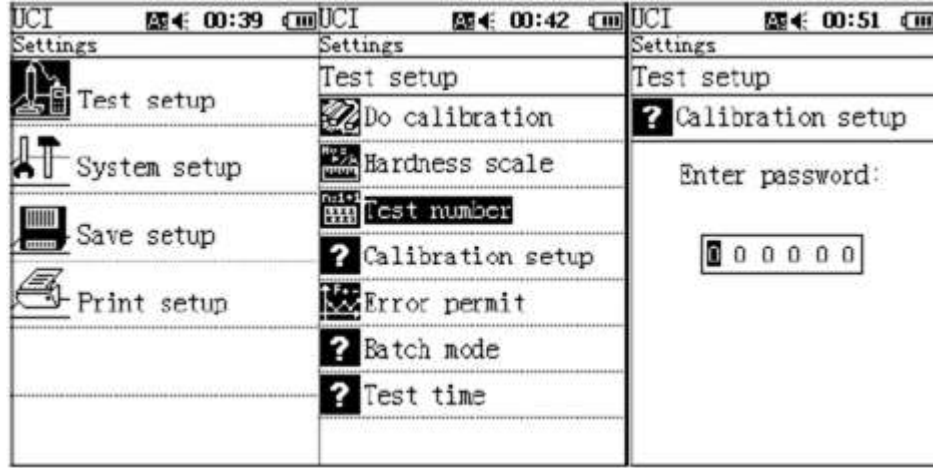 UCI 00:39
Settings
Test setup
System setup
Save setup
Print setup
UCI 00:42
Settings
Test setup
Do calibration
Hardness scale
Test number
Calibration setup
Error permit
Batch mode
Test time
UCI 00:51
Settings
Test setup
? Calibration setup
Enter password:
0 0 0 0 0 0